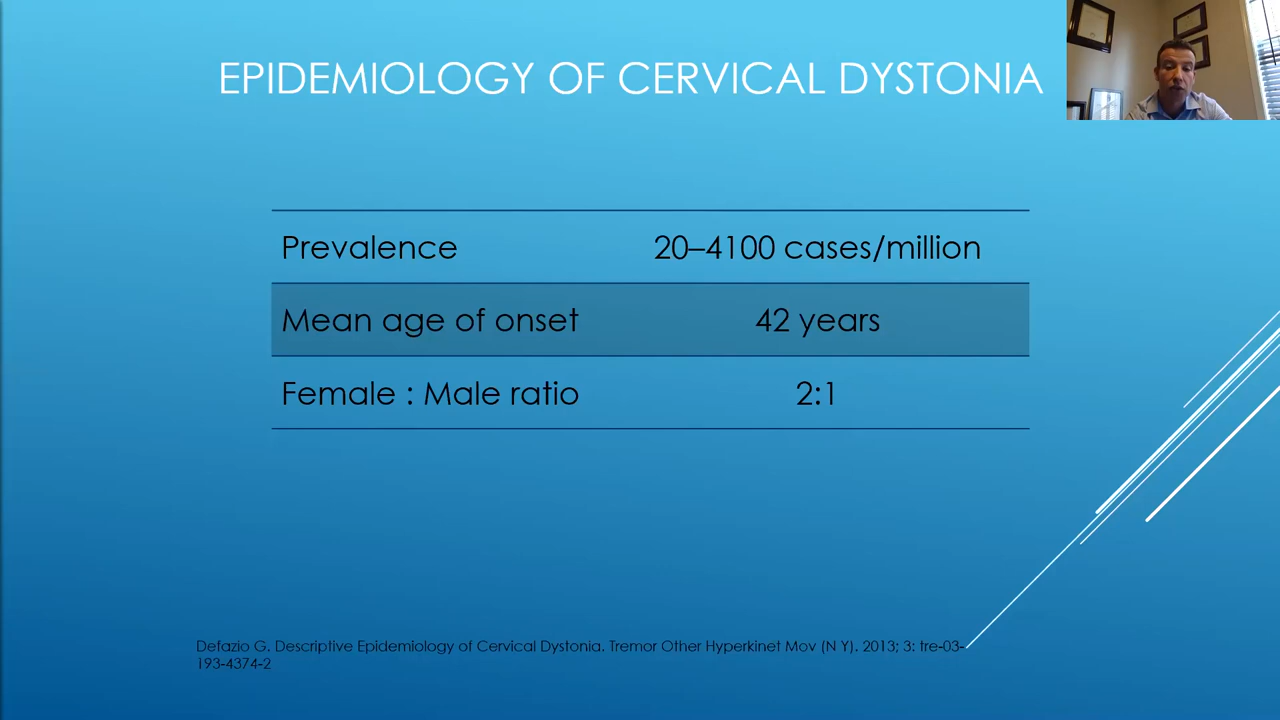 EPIDEMIOLOGY OF CERVICAL DYSTONIA
Prevalence 20–4100 cases/million
Mean age of onset 42 years
Female : Male ratio 2:1
Defazio G. Descriptive Epidemiology of Cervical Dystonia. Tremor Other Hyperkinet Mov (N Y). 2013; 3: tre-03-
193-4374-2